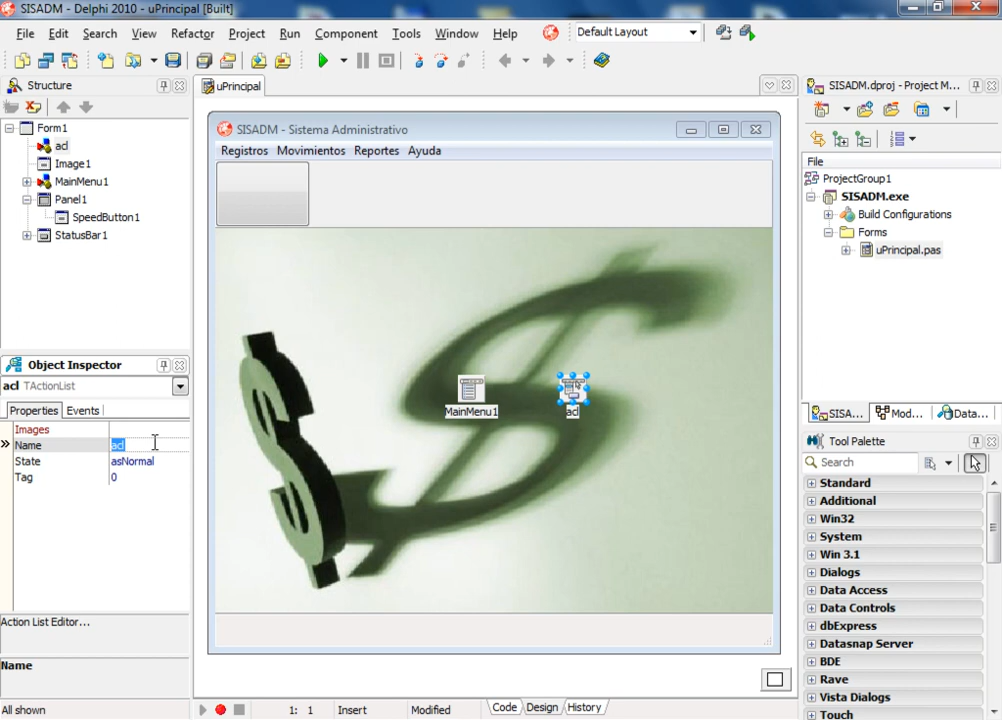 SISADM - Delphi 2010 - uPrincipal [Built]
File Edit Search View Refactor Project Run Component Tools Window Help Default Layout
Structure
Form1
acl
Image1
MainMenu1
Panel1
SpeedButton1
StatusBar1
Object Inspector
acl TActionList
Properties Events
Images
Name acl
State asNormal
Tag 0
Action List Editor...
Name
All shown
uPrincipal
SISADM - Sistema Administrativo
Registros Movimientos Reportes Ayuda
MainMenu1 acl
1: 1 Insert Modified Code Design History
SISADM.dproj - Project M...
File
ProjectGroup1
SISADM.exe
Build Configurations
Forms
uPrincipal.pas
SISA... Mod... Data...
Tool Palette
Search
Standard
Additional
Win32
System
Win 3.1
Dialogs
Data Access
Data Controls
dbExpress
Datasnap Server
BDE
Rave
Vista Dialogs
Touch